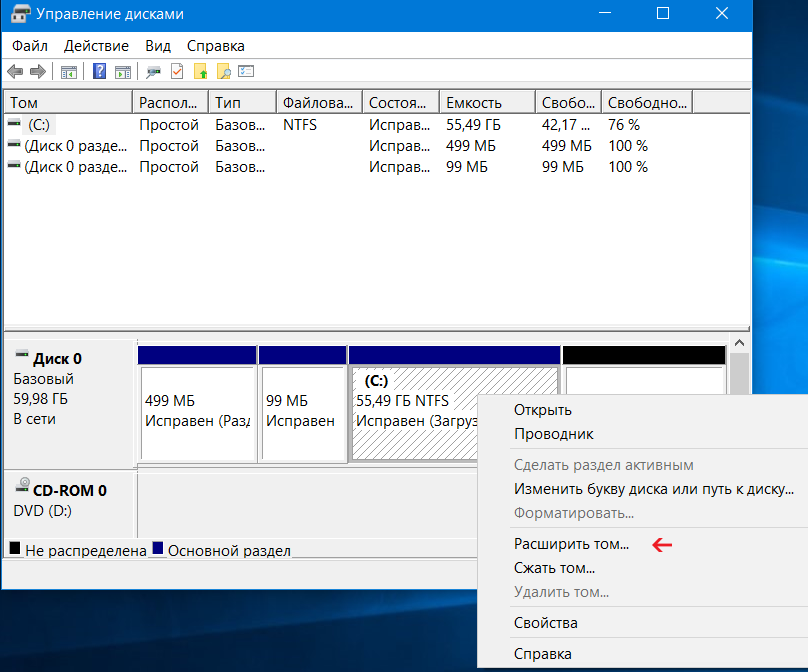 Управление дисками
Файл Действие Вид Справка
Том Распол... Тип Файлова... Состоя... Емкость Свобо... Свободно...
(C:) Простой Базов... NTFS Исправ... 55,49 ГБ 42,17 ... 76 %
(Диск 0 разде... Простой Базов... Исправ... 499 МБ 499 МБ 100 %
(Диск 0 разде... Простой Базов... Исправ... 99 МБ 99 МБ 100 %
Диск 0
Базовый
59,98 ГБ
В сети
499 МБ
Исправен (Разд
99 МБ
Исправен
(C:)
55,49 ГБ NTFS
Исправен (Загруз
CD-ROM 0
DVD (D:)
Не распределена Основной раздел
Открыть
Проводник
Сделать раздел активным
Изменить букву диска или путь к диску...
Форматировать...
Расширить том...
Сжать том...
Удалить том...
Свойства
Справка